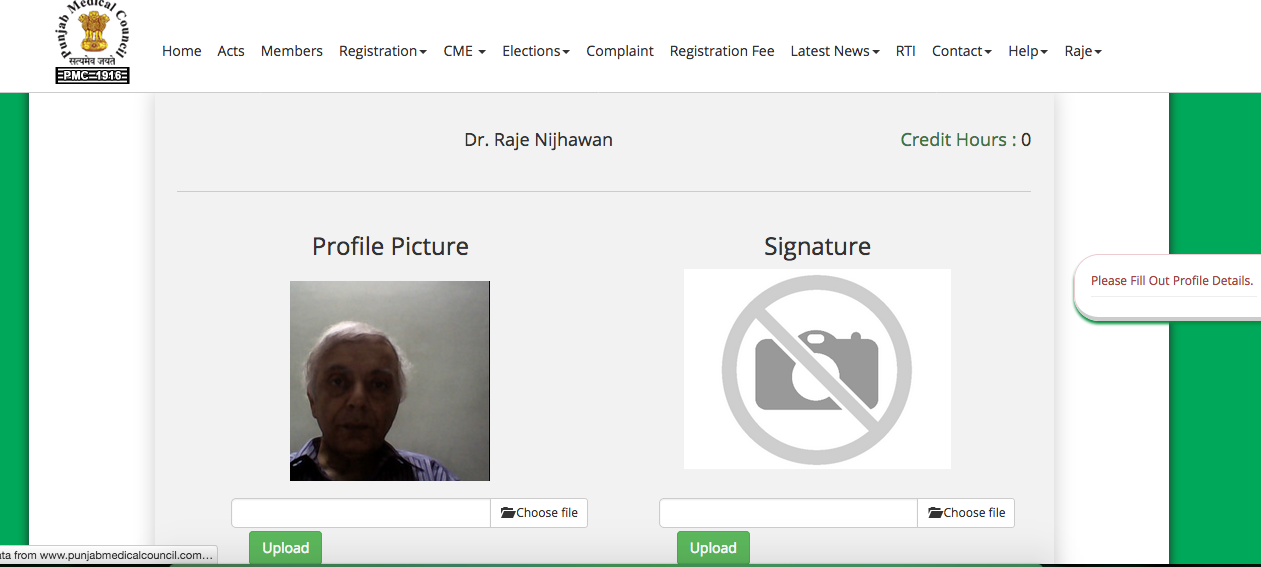 Punjab Medical Council
सत्यमेव जयते
PMC-1916
Home Acts Members Registration CME Elections Complaint Registration Fee Latest News RTI Contact Help Raje
Dr. Raje Nijhawan
Credit Hours : 0
Profile Picture
Signature
Please Fill Out Profile Details.
Choose file
Choose file
Upload
Upload
ata from www.punjabmedicalcouncil.com...